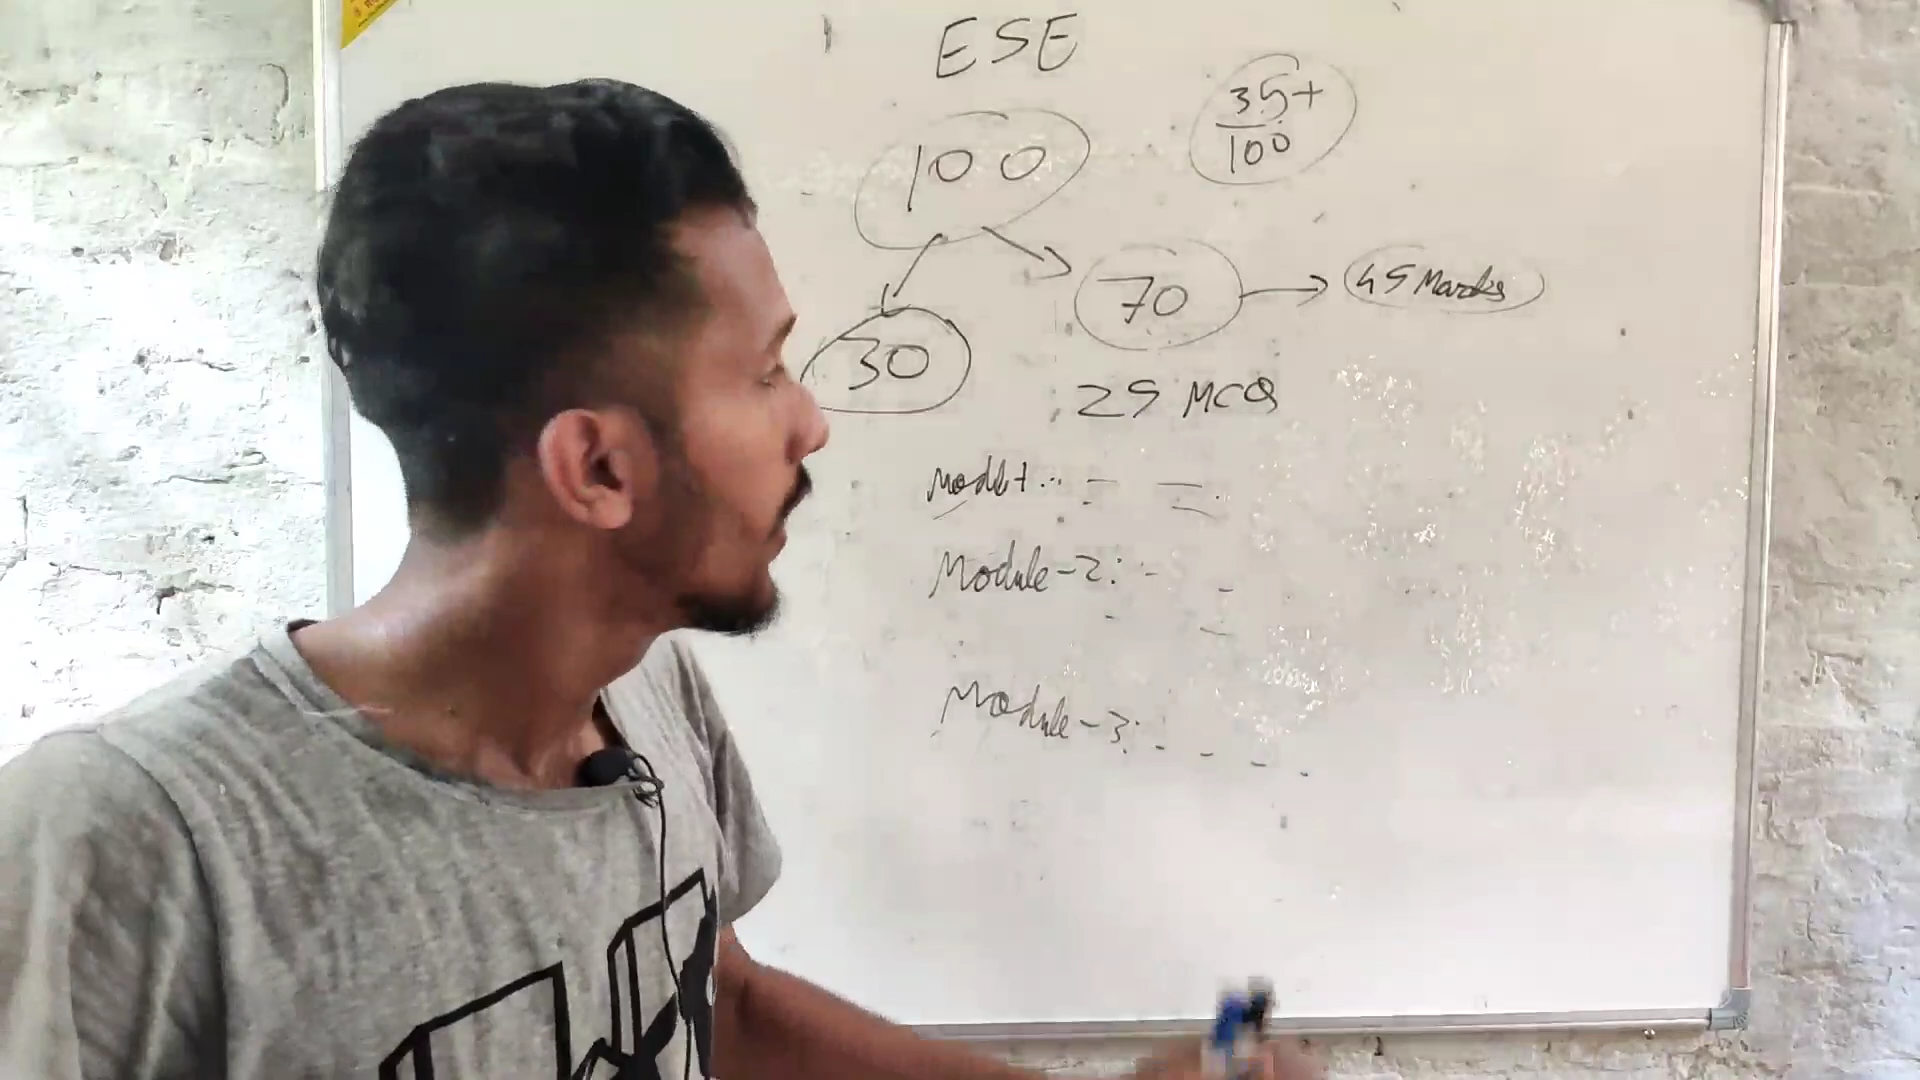 ESE
35+
100
100
70 → 45 Marks
30
25 MCQ
Module-2:-
Module-3:- - - -